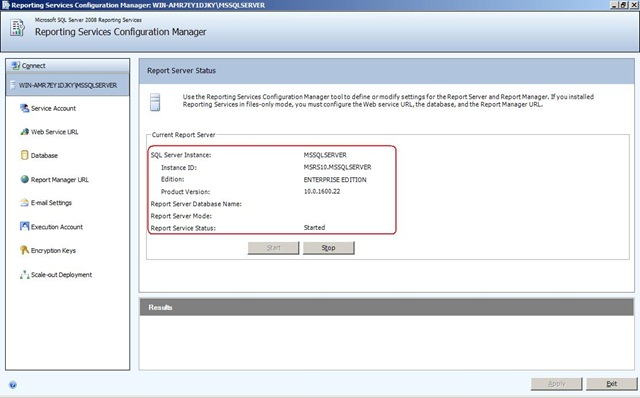 Reporting Services Configuration Manager: WIN-AMR7EY1DJKY\MSSQLSERVER
Microsoft SQL Server 2008 Reporting Services
Reporting Services Configuration Manager
Connect
WIN-AMR7EY1DJKY\MSSQLSERVER
Service Account
Web Service URL
Database
Report Manager URL
E-mail Settings
Execution Account
Encryption Keys
Scale-out Deployment
Report Server Status
Use the Reporting Services Configuration Manager tool to define or modify settings for the Report Server and Report Manager. If you installed
Reporting Services in files-only mode, you must configure the Web service URL, the database, and the Report Manager URL.
Current Report Server
SQL Server Instance: MSSQLSERVER
Instance ID: MSRS10.MSSQLSERVER
Edition: ENTERPRISE EDITION
Product Version: 10.0.1600.22
Report Server Database Name:
Report Server Mode:
Report Service Status: Started
Start Stop
Results
Apply Exit